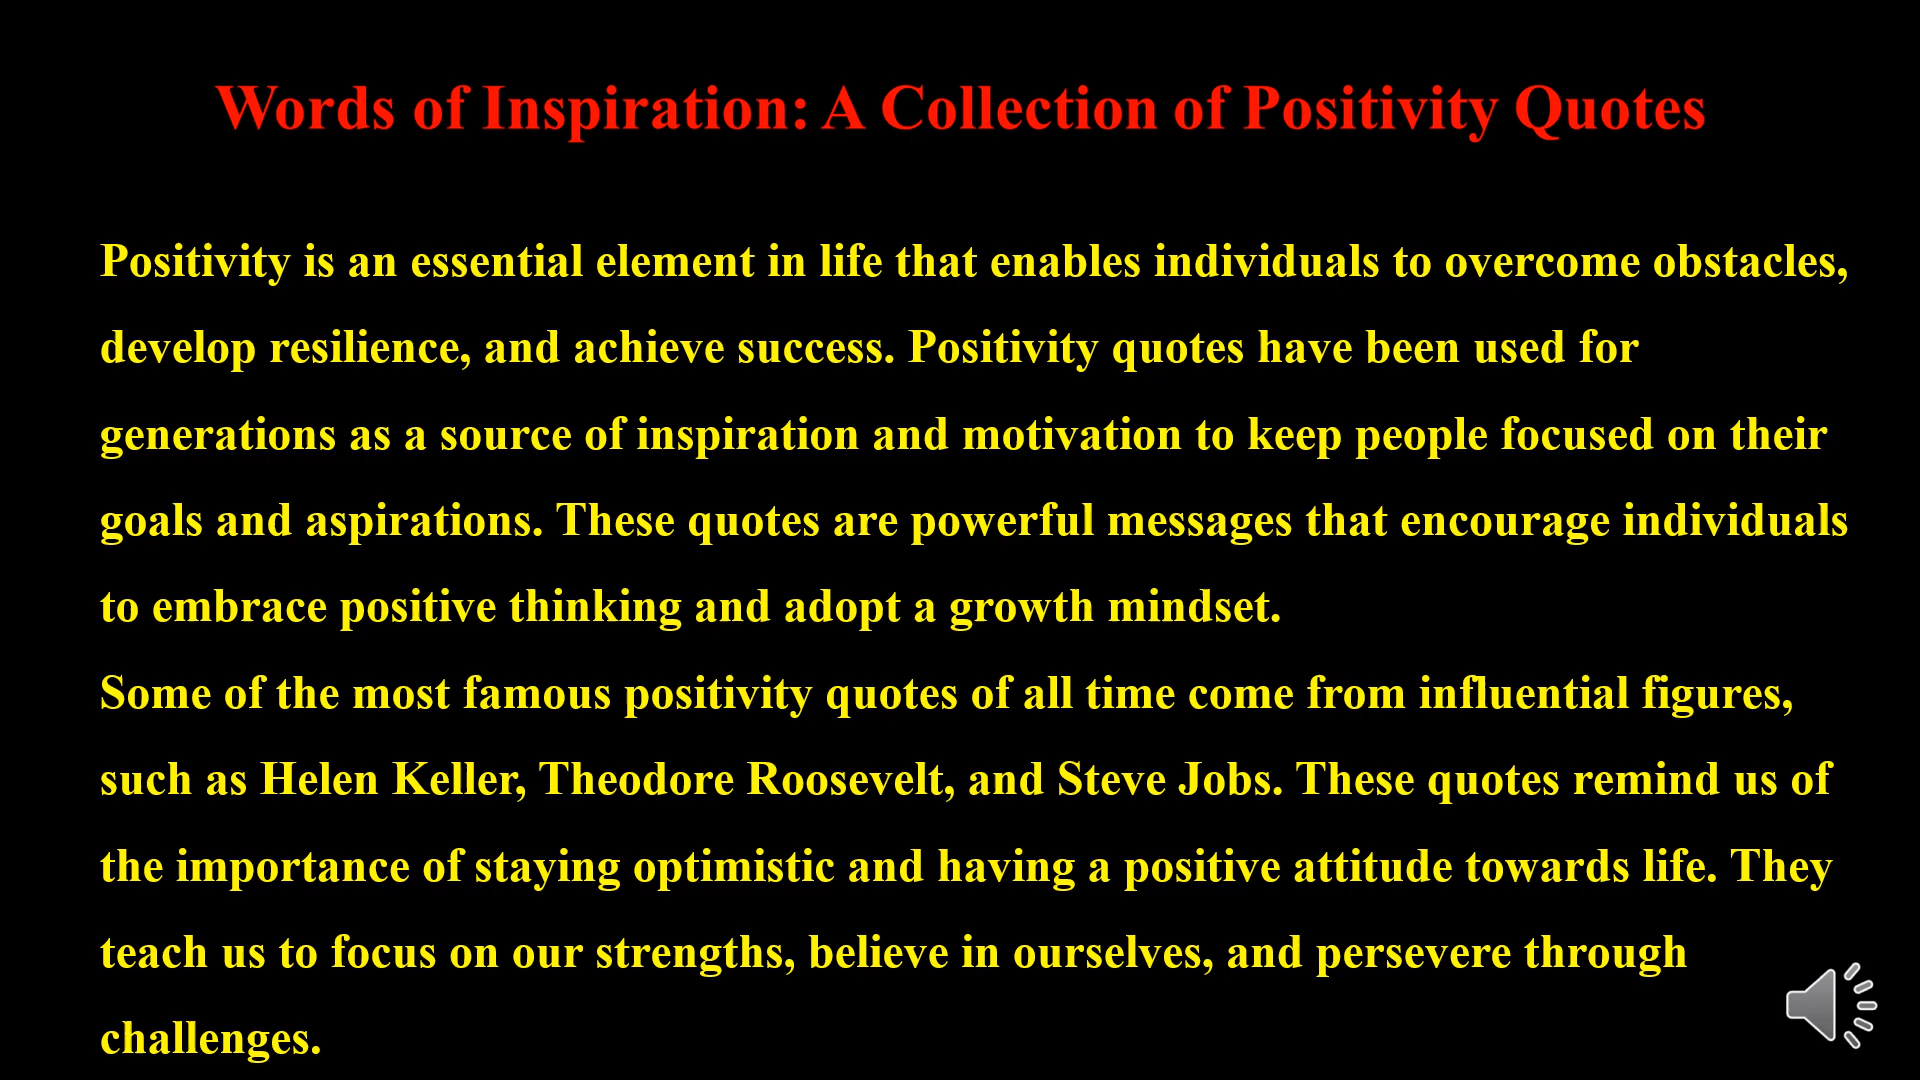 Words of Inspiration: A Collection of Positivity Quotes
Positivity is an essential element in life that enables individuals to overcome obstacles,
develop resilience, and achieve success. Positivity quotes have been used for
generations as a source of inspiration and motivation to keep people focused on their
goals and aspirations. These quotes are powerful messages that encourage individuals
to embrace positive thinking and adopt a growth mindset.
Some of the most famous positivity quotes of all time come from influential figures,
such as Helen Keller, Theodore Roosevelt, and Steve Jobs. These quotes remind us of
the importance of staying optimistic and having a positive attitude towards life. They
teach us to focus on our strengths, believe in ourselves, and persevere through
challenges.